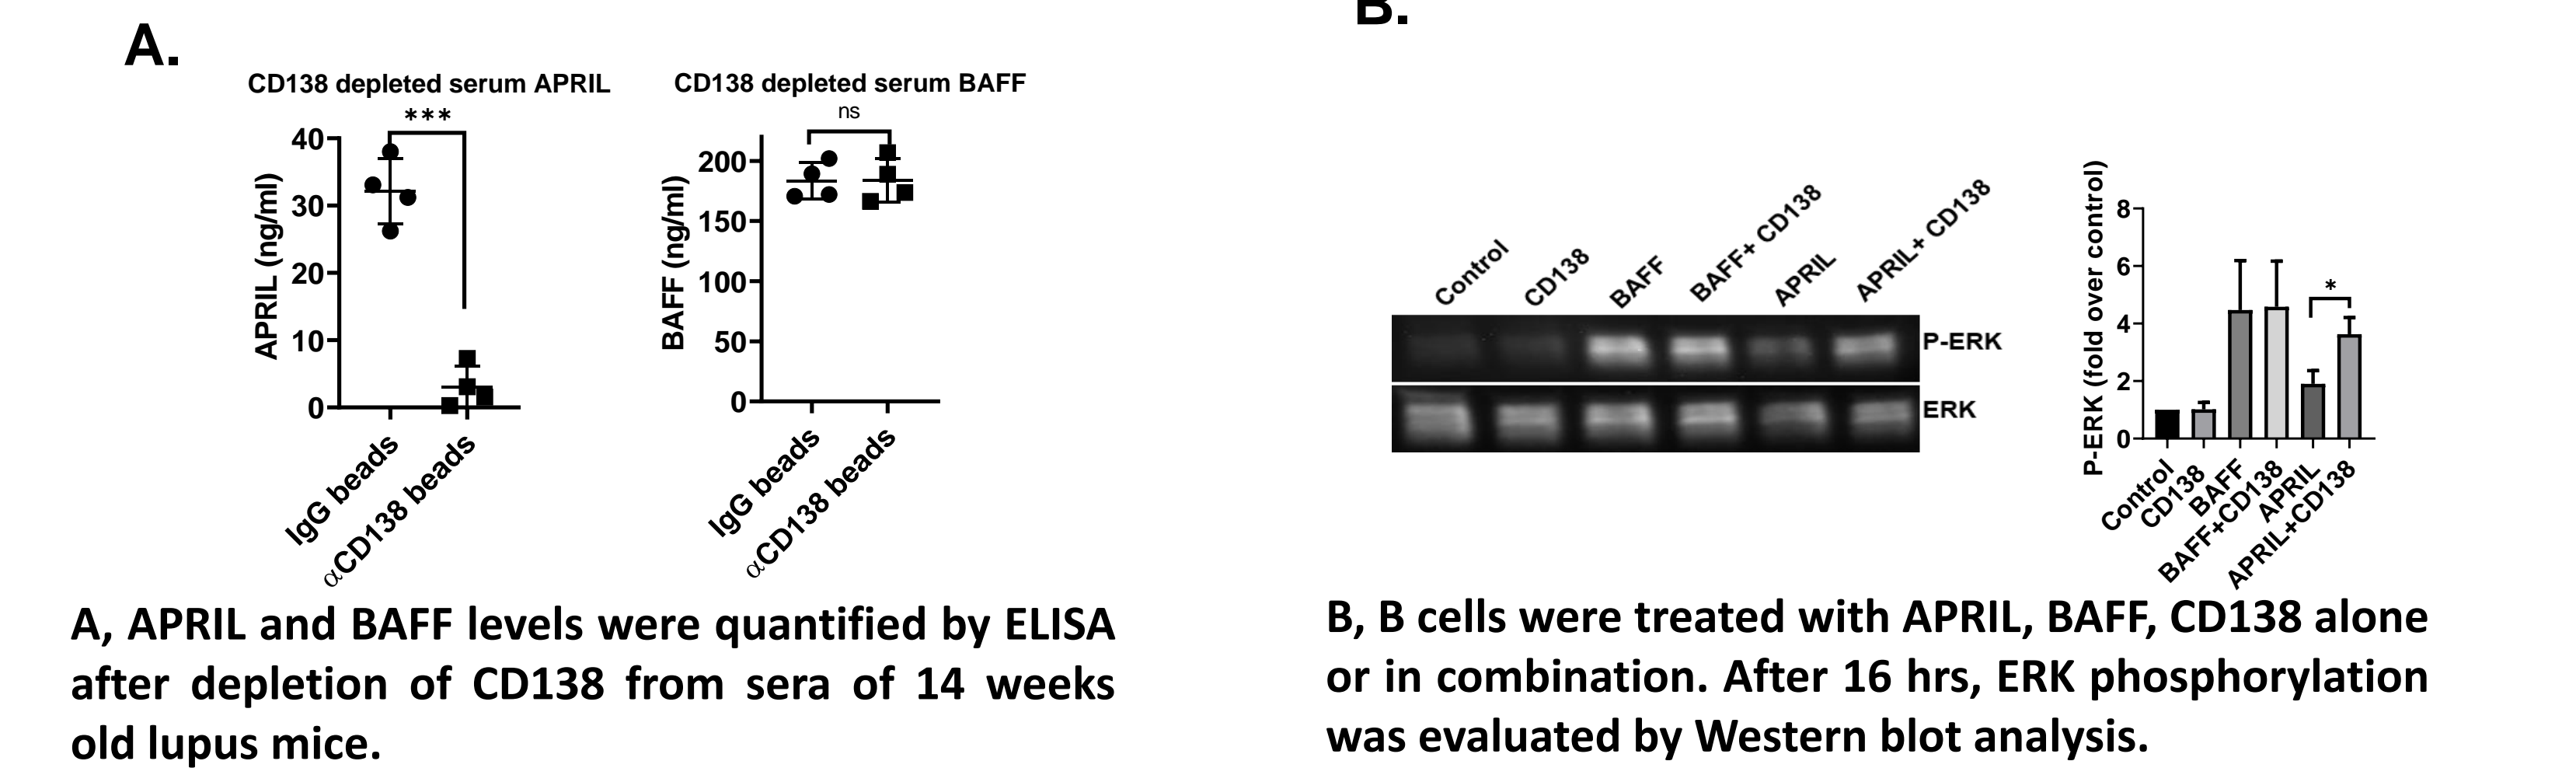 A.
CD138 depleted serum APRIL
***
APRIL (ng/ml)
40
30
20
10
0
IgG beads
αCD138 beads
CD138 depleted serum BAFF
ns
BAFF (ng/ml)
200
150
100
50
0
IgG beads
αCD138 beads
A, APRIL and BAFF levels were quantified by ELISA
after depletion of CD138 from sera of 14 weeks
old lupus mice.
B.
Control
CD138
BAFF
BAFF+ CD138
APRIL
APRIL+ CD138
P-ERK
ERK
P-ERK (fold over control)
8
6
4
2
0
*
Control
CD138
BAFF
BAFF+CD138
APRIL
APRIL+CD138
B, B cells were treated with APRIL, BAFF, CD138 alone
or in combination. After 16 hrs, ERK phosphorylation
was evaluated by Western blot analysis.